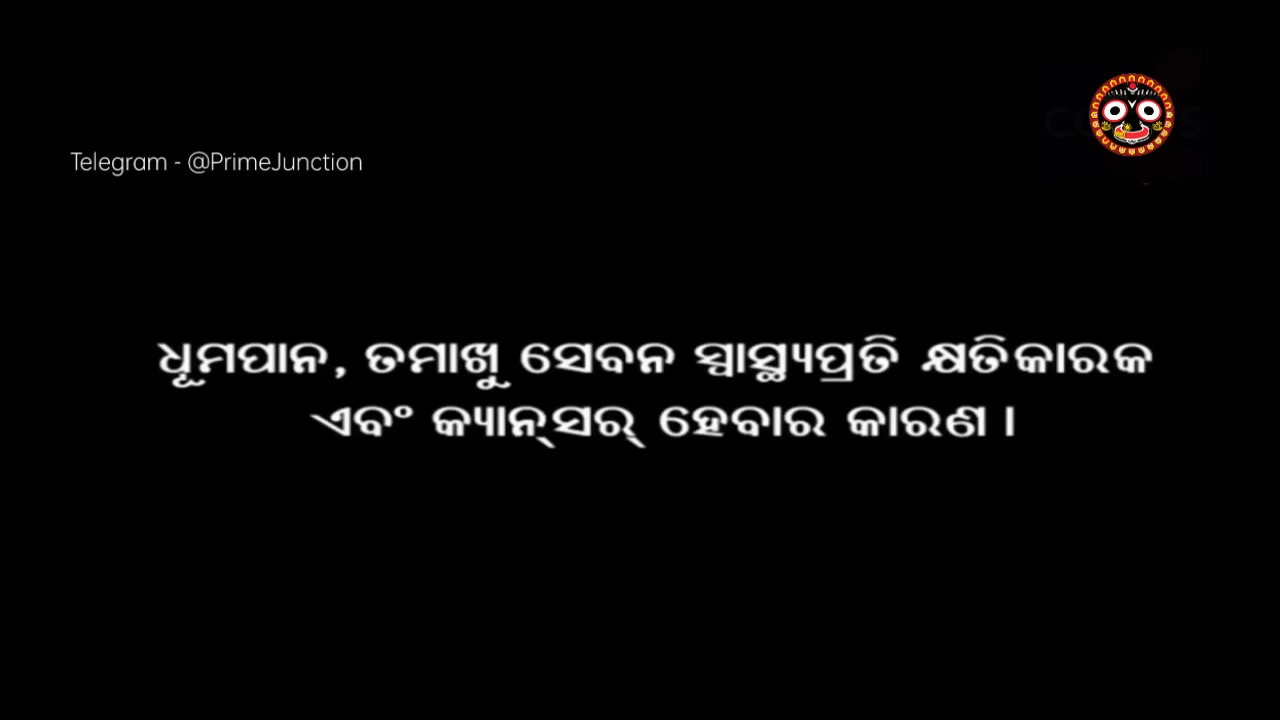 Telegram - @PrimeJunction
ଧୂମପାନ, ତମାଖୁ ସେବନ ସ୍ୱାସ୍ଥ୍ୟପ୍ରତି କ୍ଷତିକାରକ
ଏବଂ କ୍ୟାନ୍‌ସର୍ ହେବାର କାରଣ ।